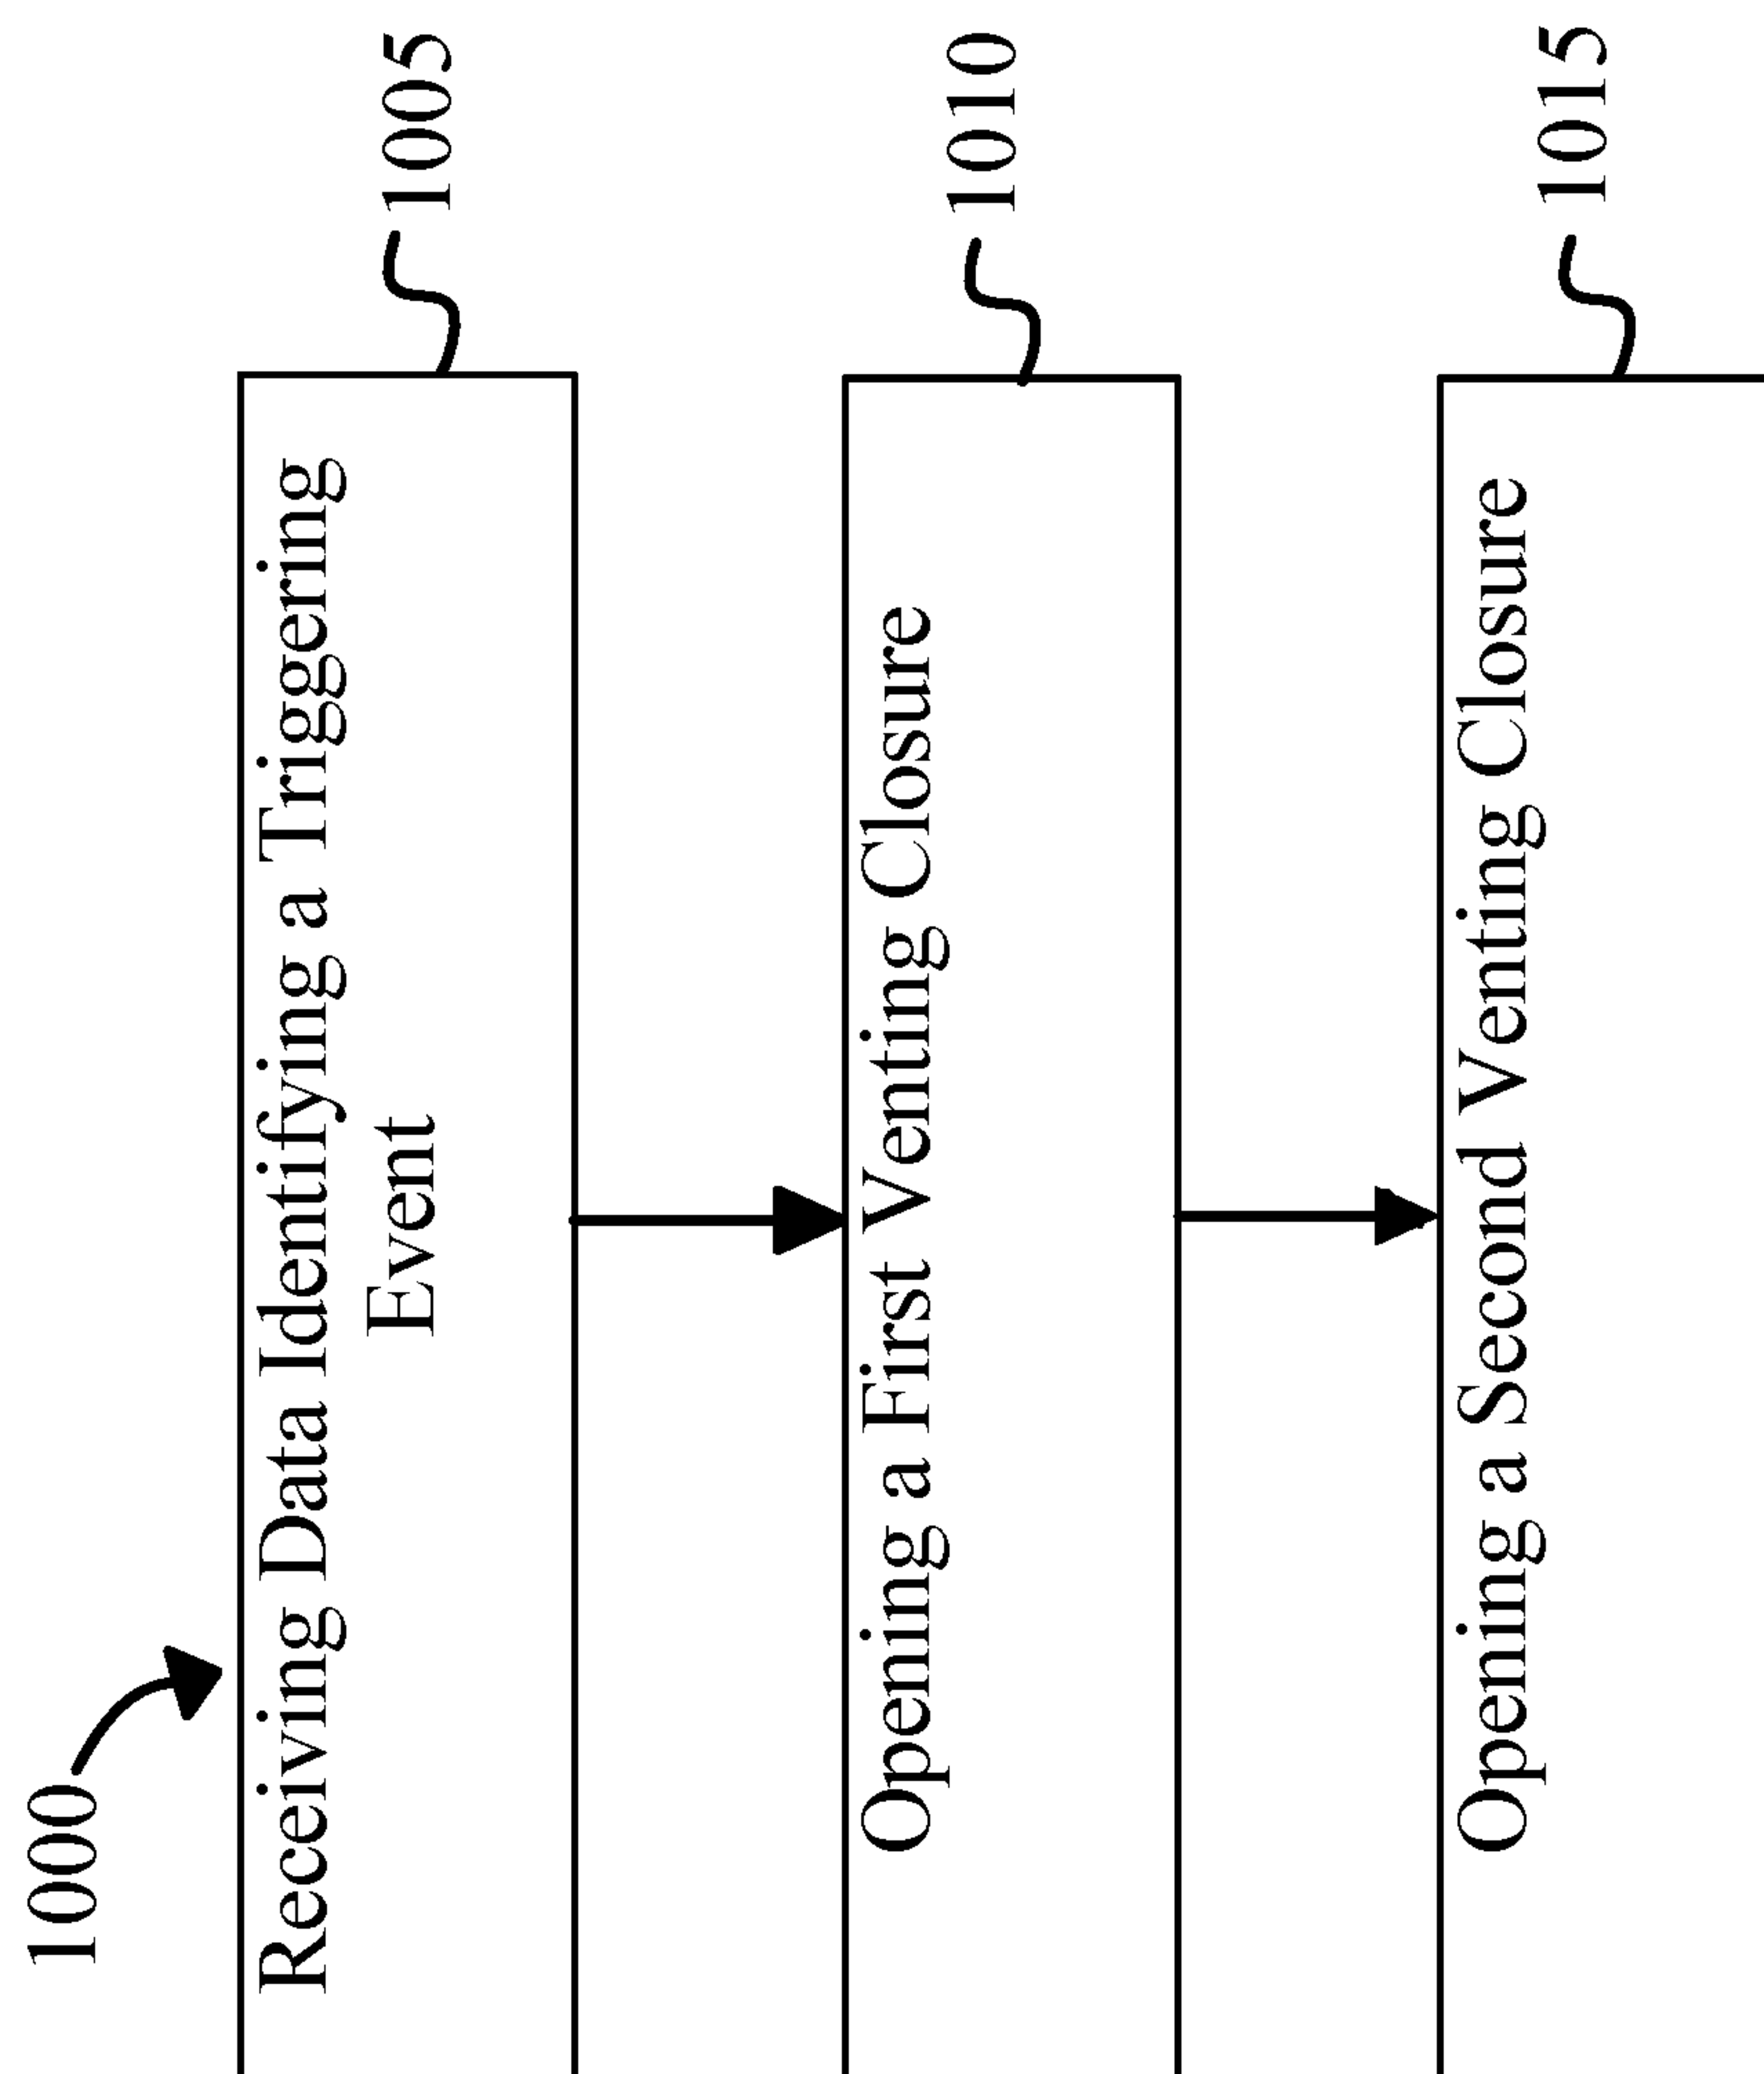 1000
Receiving Data Identifying a Triggering
Event
1005
Opening a First Venting Closure
1010
Opening a Second Venting Closure
1015